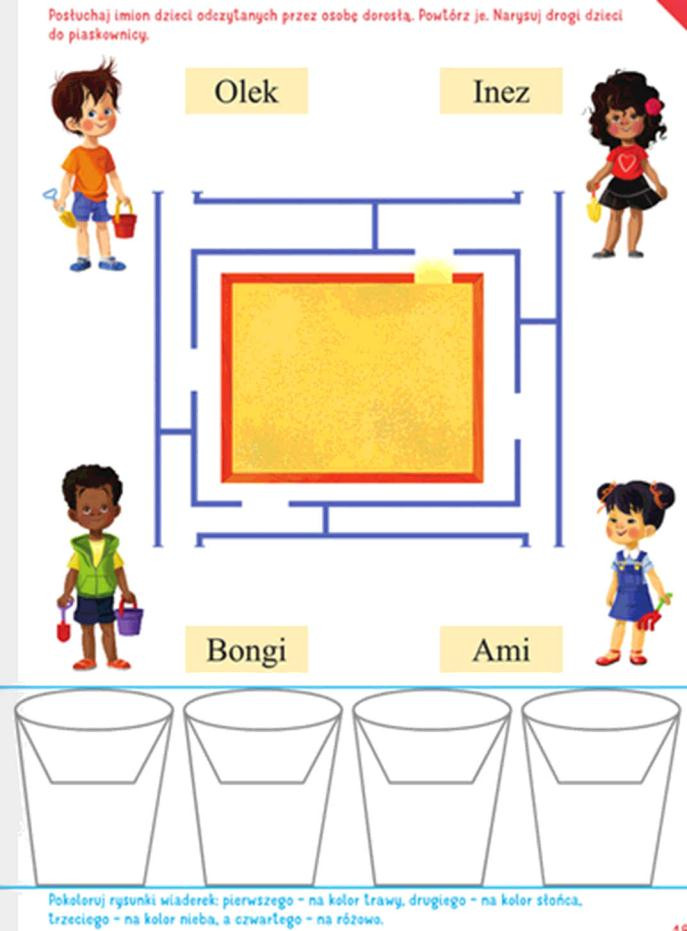 Posłuchaj imion dzieci odczytanych przez osobę dorosłą. Powtórz je. Narysuj drogi dzieci
do piaskownicy.
Olek
Inez
Bongi
Ami
Pokoloruj rysunki wiaderek: pierwszego – na kolor trawy, drugiego – na kolor słońca,
trzeciego – na kolor nieba, a czwartego – na różowo.